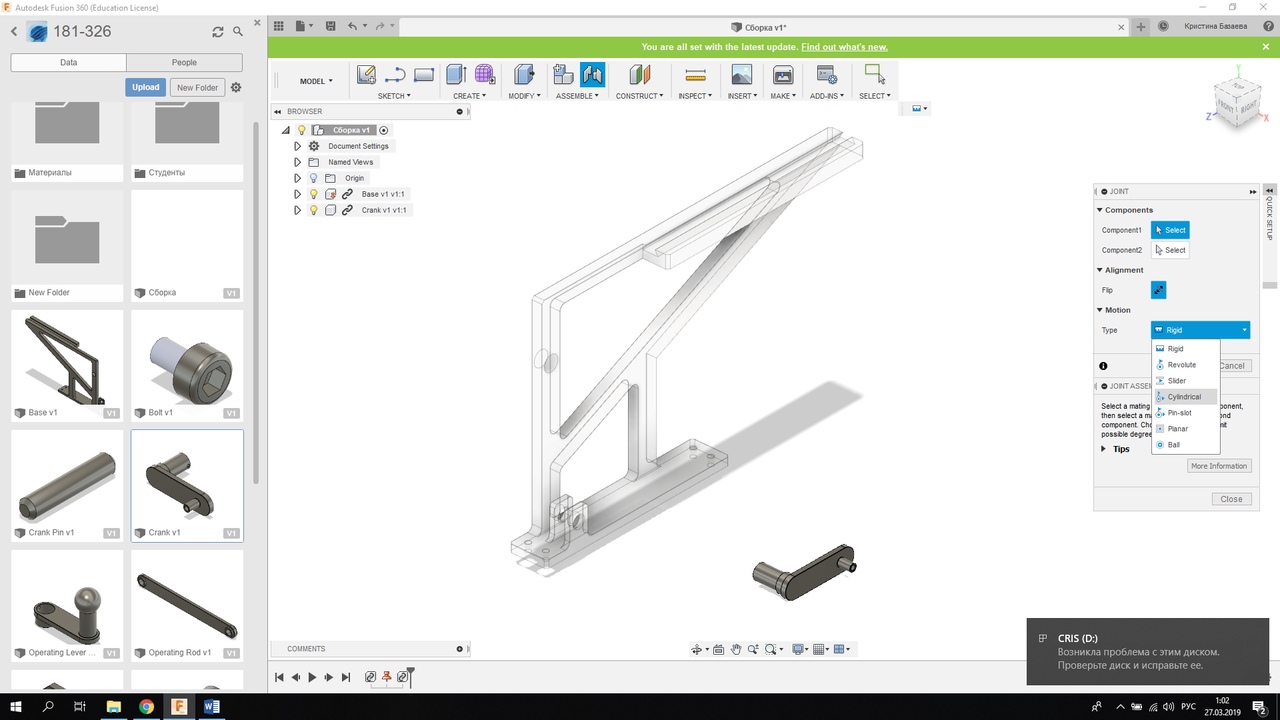 Autodesk Fusion 360 (Education License)
181-326
Data
People
Upload
New Folder
Материалы
Студенты
New Folder
Сборка
V1
Base v1
V1
Bolt v1
V1
Crank Pin v1
V1
Crank v1
V1
Operating Lever ...
V1
Operating Rod v1
V1
Сборка v1*
Кристина Базаева
You are all set with the latest update. Find out what's new.
MODEL
SKETCH
CREATE
MODIFY
ASSEMBLE
CONSTRUCT
INSPECT
INSERT
MAKE
ADD-INS
SELECT
BROWSER
Сборка v1
Document Settings
Named Views
Origin
Base v1 v1:1
Crank v1 v1:1
TOP
FRONT
RIGHT
Y
Z
X
JOINT
QUICK SETUP
Components
Component1
Select
Component2
Select
Alignment
Flip
Motion
Type
Rigid
Rigid
Revolute
Slider
Cylindrical
Pin-slot
Planar
Ball
Cancel
JOINT ASSE
Select a mating
ponent,
then select a ma
ond
component. Cho
mit
possible degree
Tips
More Information
Close
COMMENTS
CRIS (D:)
Возникла проблема с этим диском.
Проверьте диск и исправьте ее.
РУС
1:02
27.03.2019
2